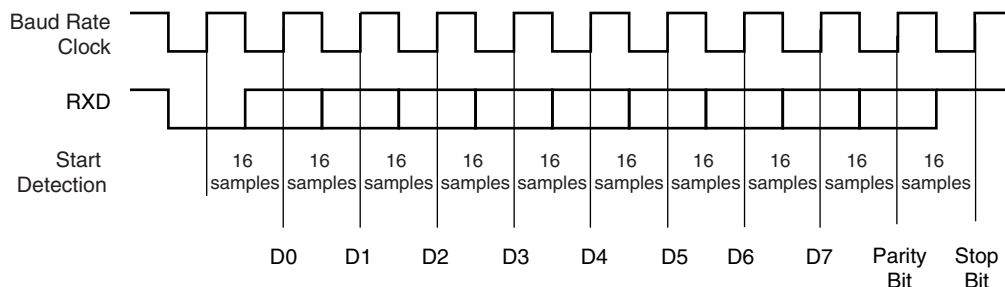 Baud Rate
Clock
RXD
Start
Detection
16
samples
16
samples
16
samples
16
samples
16
samples
16
samples
16
samples
16
samples
16
samples
16
samples
D0 D1 D2 D3 D4 D5 D6 D7 Parity
Bit
Stop
Bit